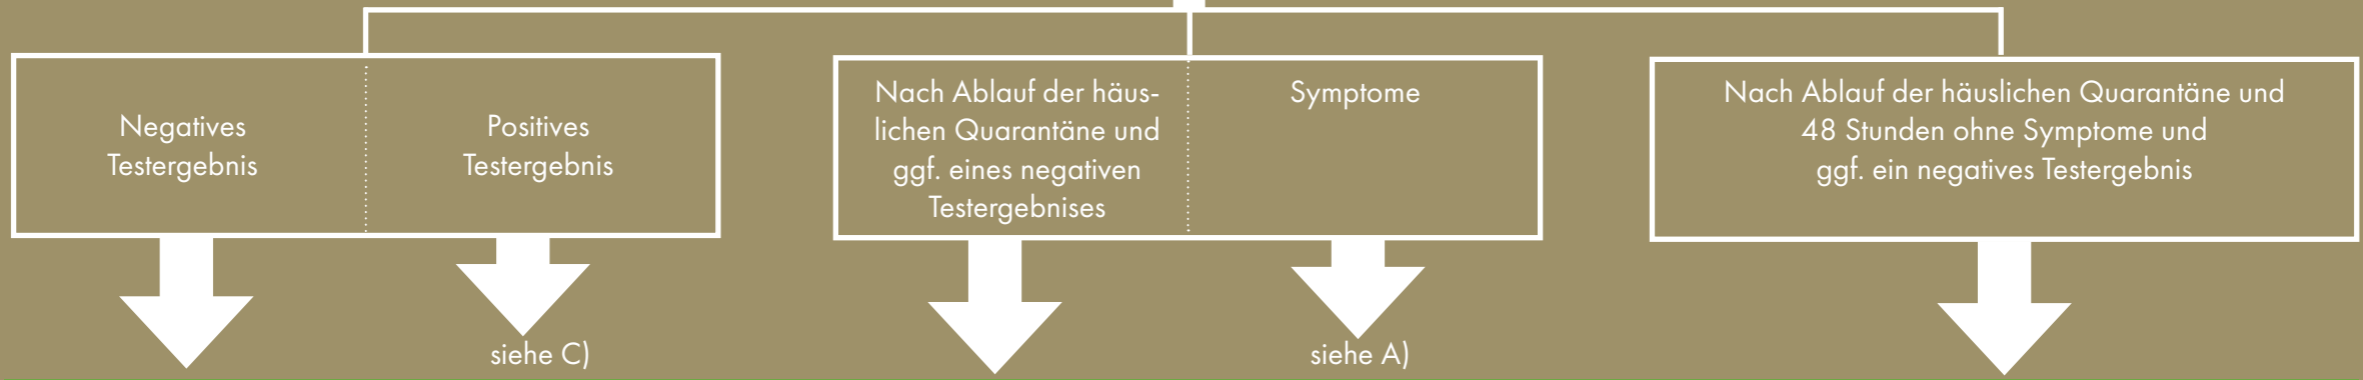 Negatives
Testergebnis
Positives
Testergebnis
siehe C)
Nach Ablauf der häus-
lichen Quarantäne und
ggf. eines negativen
Testergebnises
Symptome
siehe A)
Nach Ablauf der häuslichen Quarantäne und
48 Stunden ohne Symptome und
ggf. ein negatives Testergebnis